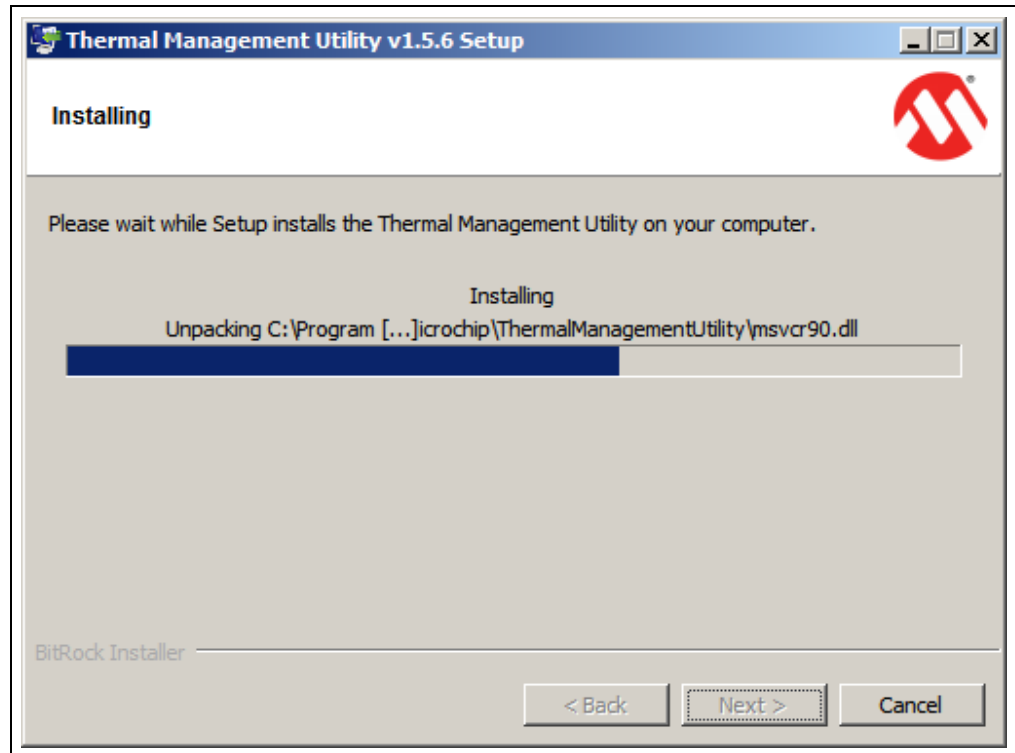 Thermal Management Utility v1.5.6 Setup
Installing
Please wait while Setup installs the Thermal Management Utility on your computer.
Installing
Unpacking C:\Program [...]icrochip\ThermalManagementUtility\msvcr90.dll
BitRock Installer
< Back Next > Cancel